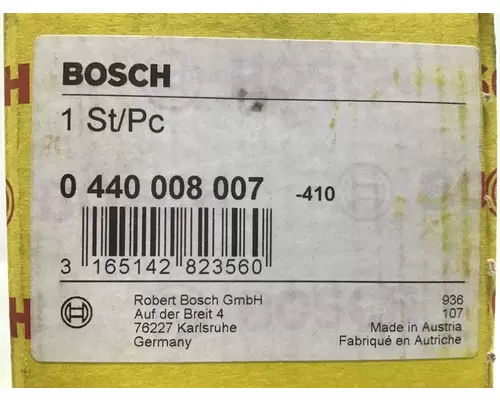 BOSCH
1 St/Pc
0 440 008 007 -410
3 165142 823560
Robert Bosch GmbH 936
Auf der Breit 4 107
76227 Karlsruhe Made in Austria
Germany Fabriqué en Autriche